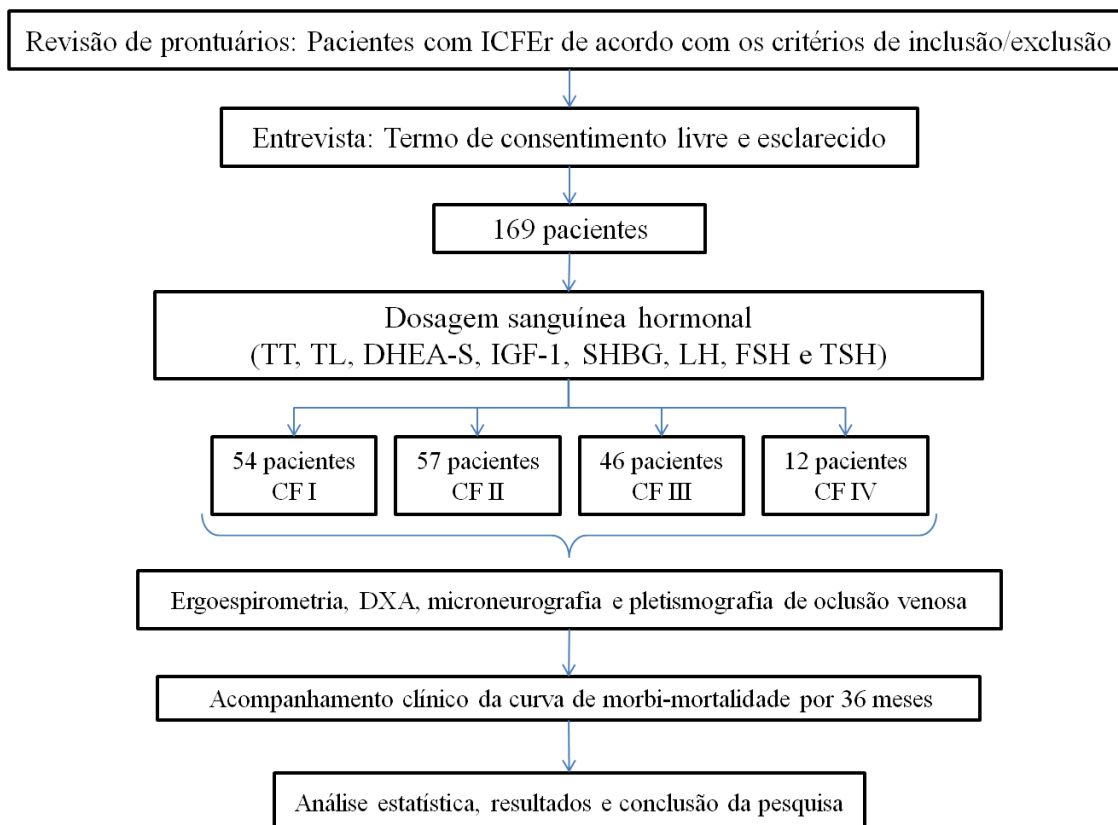 Revisão de prontuários: Pacientes com ICFEr de acordo com os critérios de inclusão/exclusão
Entrevista: Termo de consentimento livre e esclarecido
169 pacientes
Dosagem sanguínea hormonal
(TT, TL, DHEA-S, IGF-1, SHBG, LH, FSH e TSH)
54 pacientes
CF I
57 pacientes
CF II
46 pacientes
CF III
12 pacientes
CF IV
Ergoespirometria, DXA, microneurografia e pletismografia de oclusão venosa
Acompanhamento clínico da curva de morbi-mortalidade por 36 meses
Análise estatística, resultados e conclusão da pesquisa